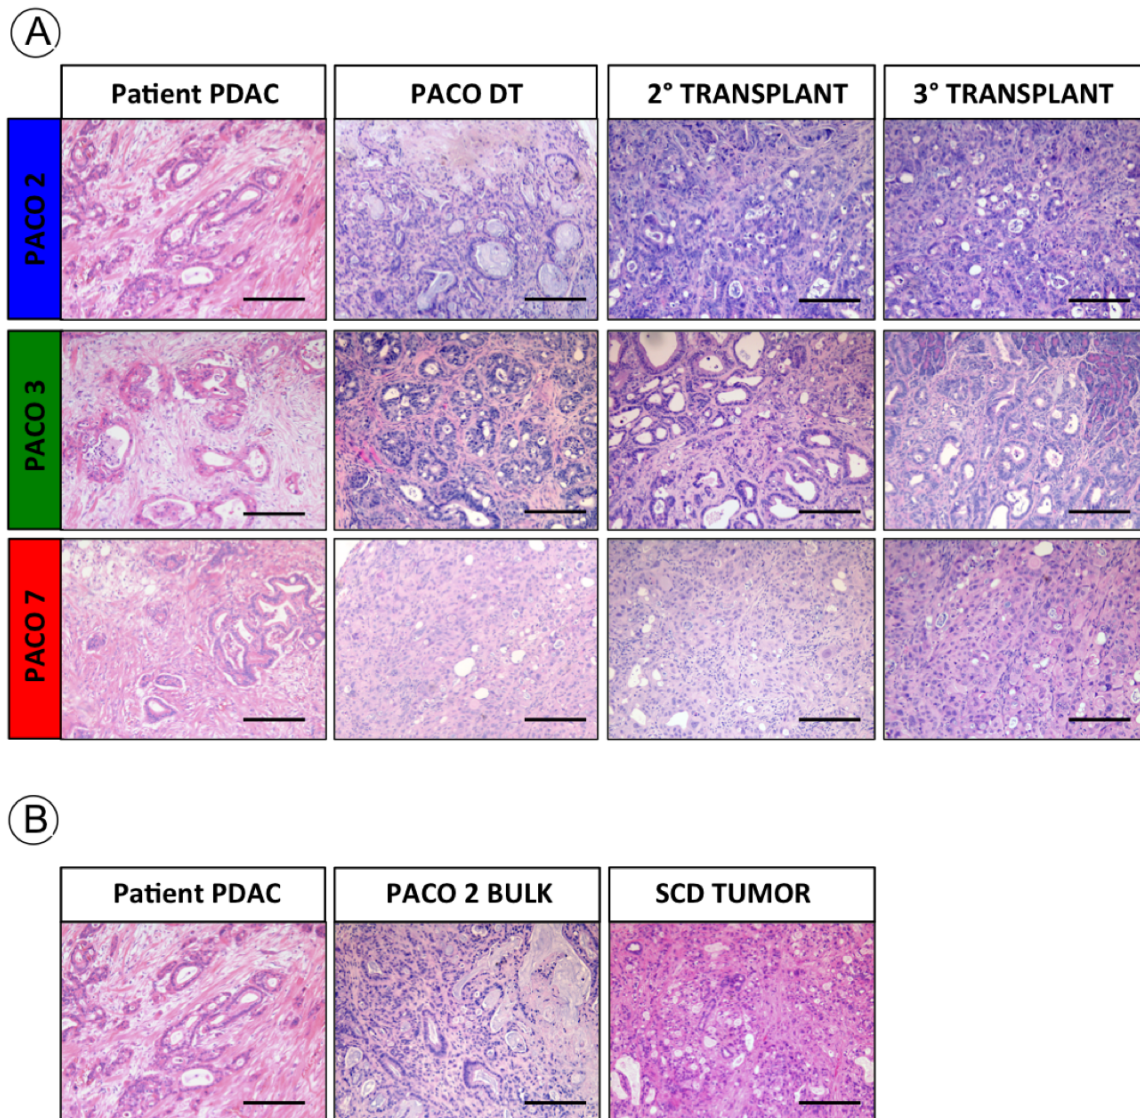 A
Patient PDAC
PACO DT
2° TRANSPLANT
3° TRANSPLANT
PACO 2
PACO 3
PACO 7
B
Patient PDAC
PACO 2 BULK
SCD TUMOR